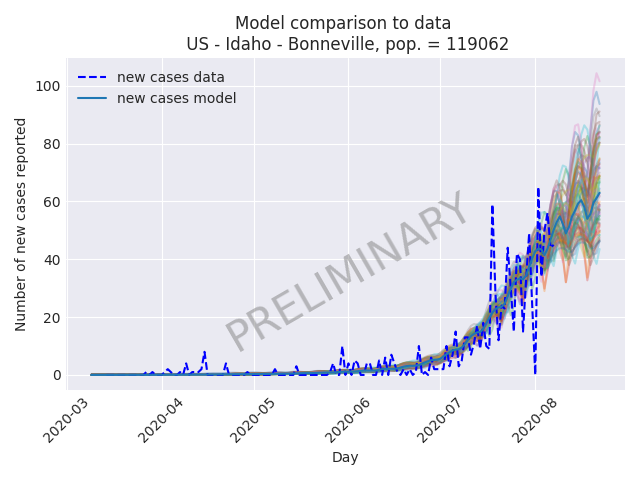 Model comparison to data
US - Idaho - Bonneville, pop. = 119062
new cases data
new cases model
PRELIMINARY
Number of new cases reported
100
80
60
40
20
0
2020-03
2020-04
2020-05
2020-06
2020-07
2020-08
Day